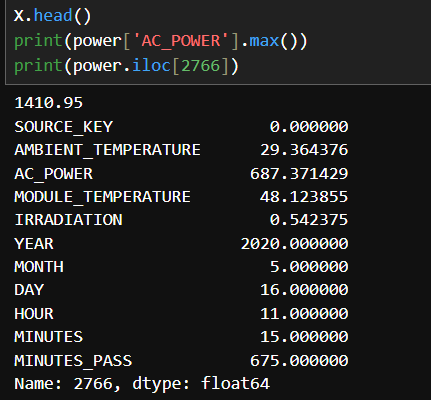 X.head()
print(power['AC_POWER'].max())
print(power.iloc[2766])
1410.95
SOURCE_KEY 0.000000
AMBIENT_TEMPERATURE 29.364376
AC_POWER 687.371429
MODULE_TEMPERATURE 48.123855
IRRADIATION 0.542375
YEAR 2020.000000
MONTH 5.000000
DAY 16.000000
HOUR 11.000000
MINUTES 15.000000
MINUTES_PASS 675.000000
Name: 2766, dtype: float64